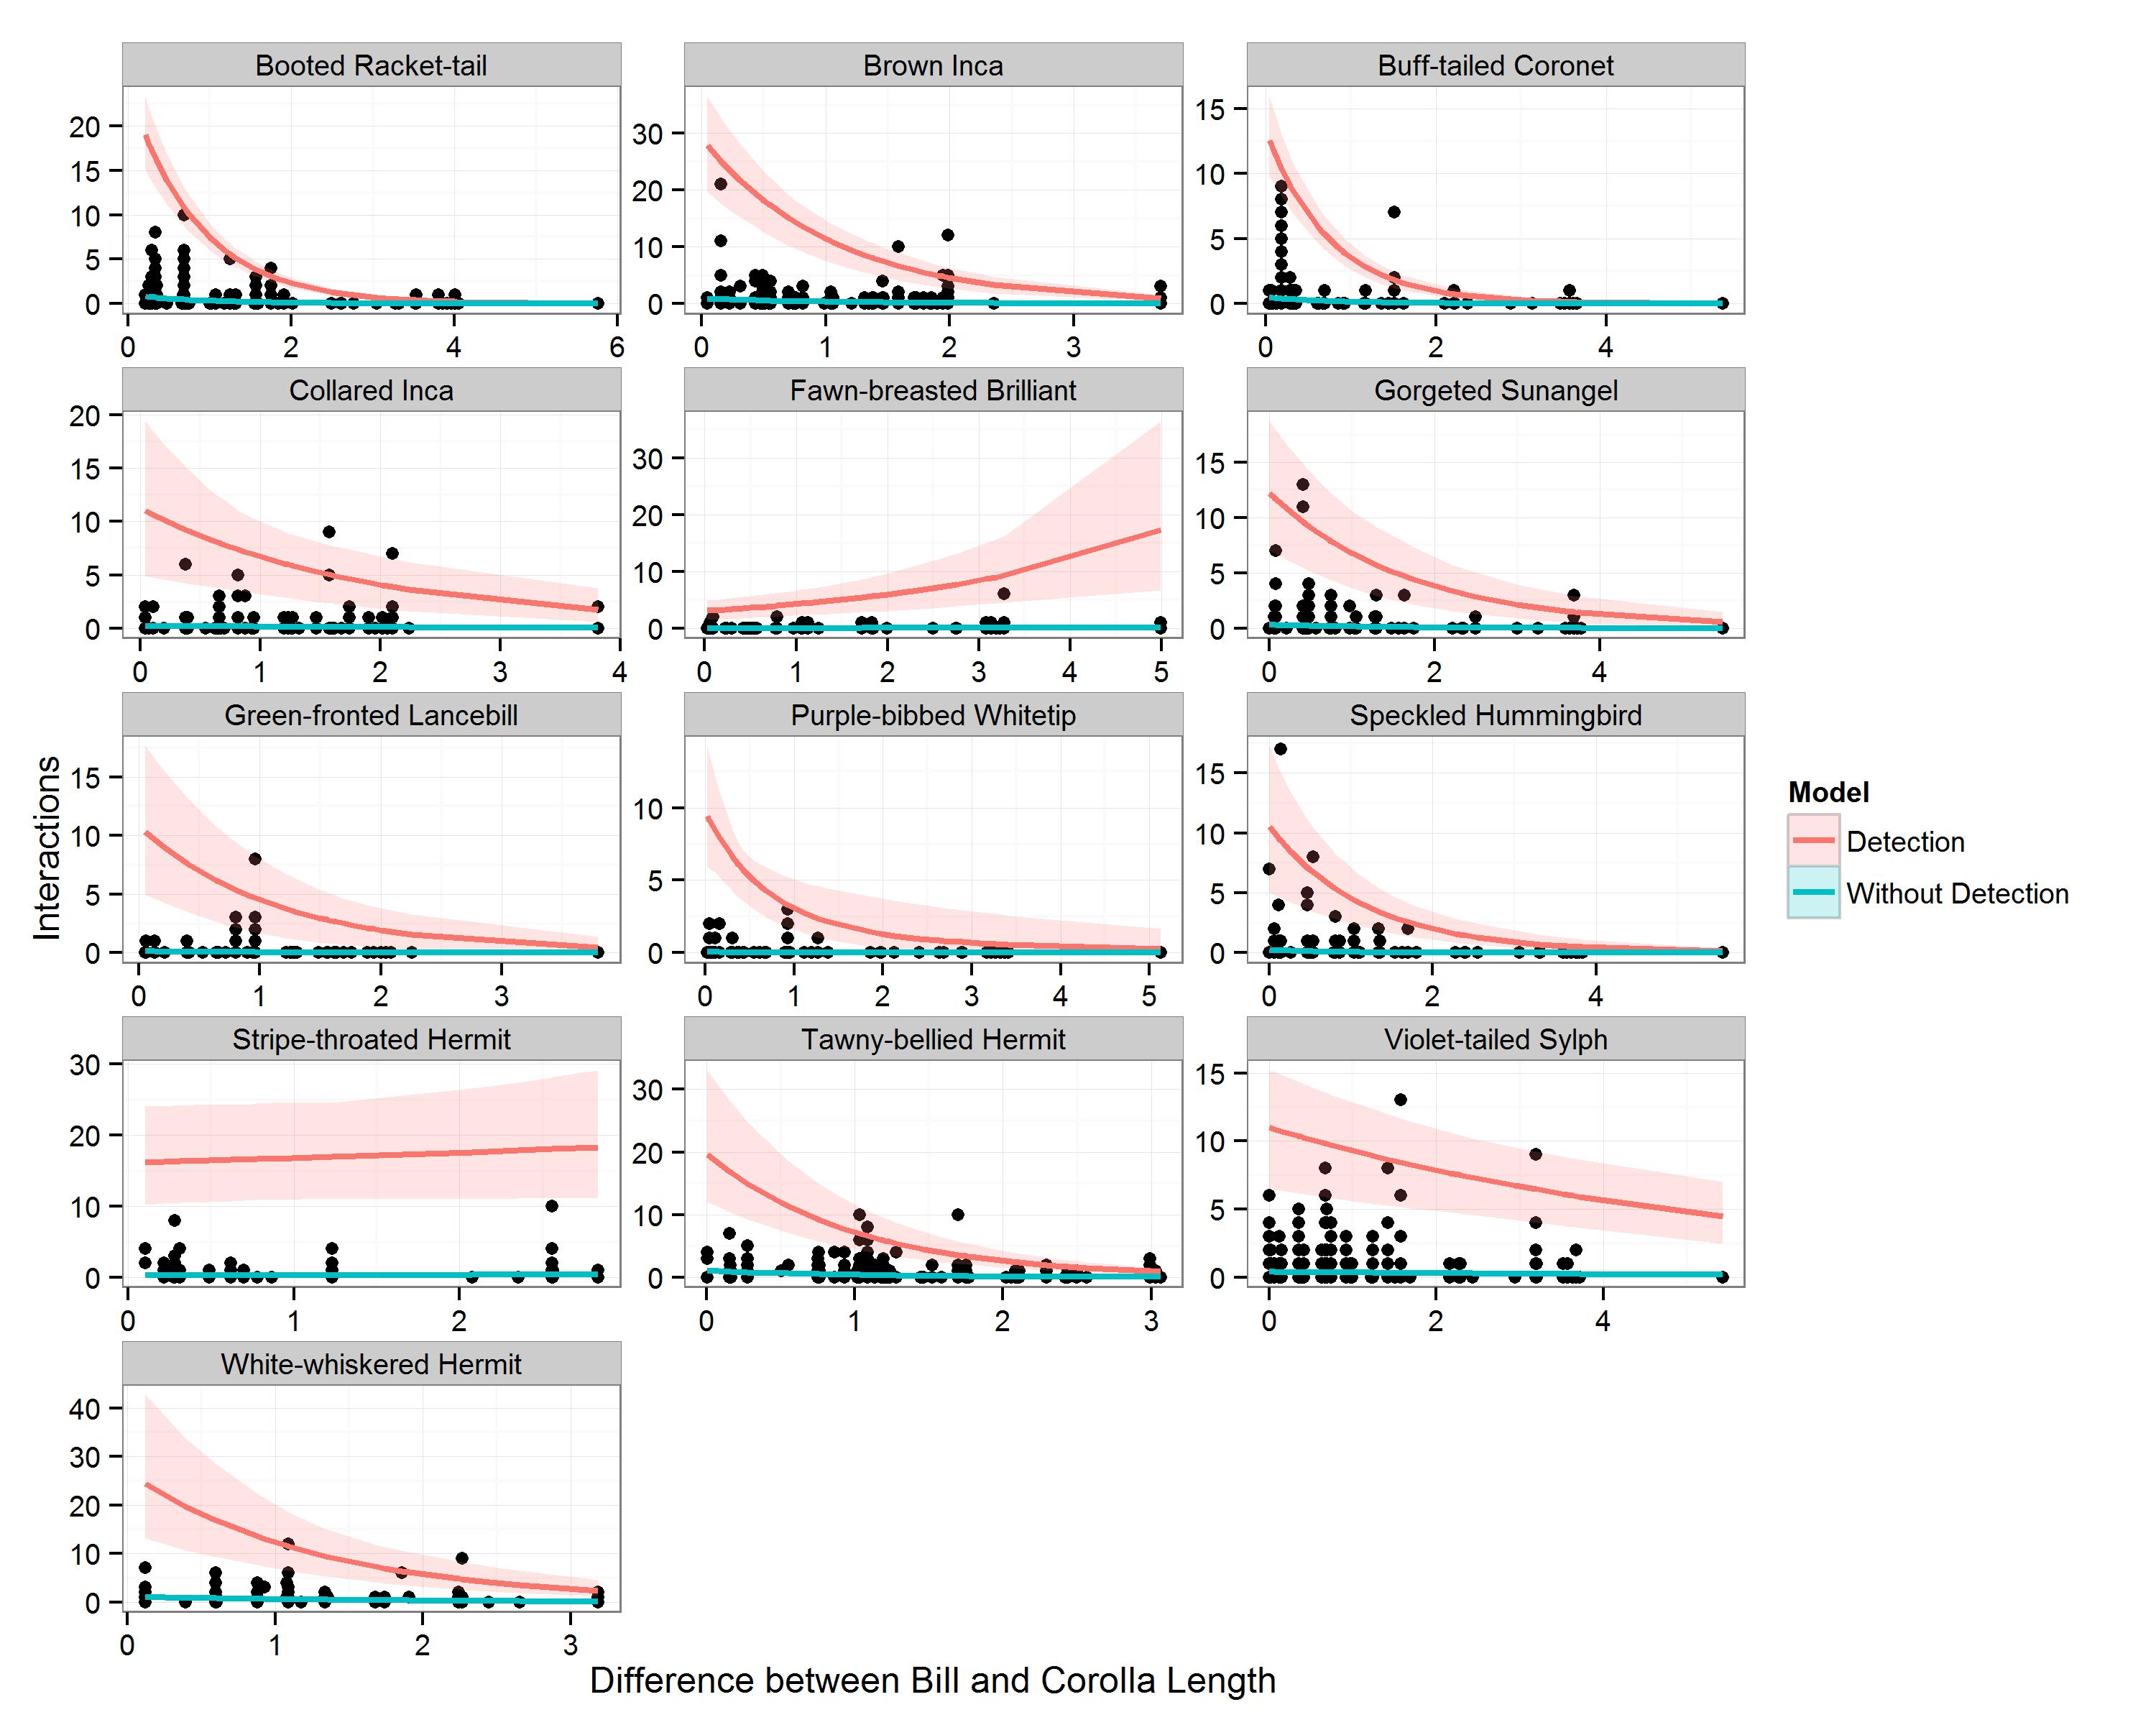 Booted Racket-tail
Brown Inca
Buff-tailed Coronet
20
15
10
5
0
30
20
10
0
15
10
5
0
0 2 4 6
0 1 2 3
0 2 4
Collared Inca
Fawn-breasted Brilliant
Gorgeted Sunangel
20
15
10
5
0
30
20
10
0
15
10
5
0
0 1 2 3 4
0 1 2 3 4 5
0 2 4
Green-fronted Lancebill
Purple-bibbed Whitetip
Speckled Hummingbird
15
10
5
0
10
5
0
15
10
5
0
0 1 2 3
0 1 2 3 4 5
0 2 4
Stripe-throated Hermit
Tawny-bellied Hermit
Violet-tailed Sylph
30
20
10
0
30
20
10
0
15
10
5
0
0 1 2
0 1 2 3
0 2 4
White-whiskered Hermit
40
30
20
10
0
0 1 2 3
Interactions
Difference between Bill and Corolla Length
Model
Detection
Without Detection